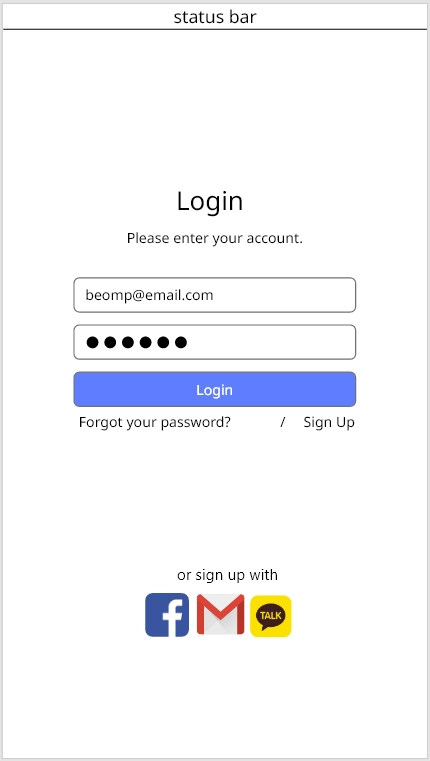 status bar
Login
Please enter your account.
beomp@email.com
●●●●●●
Login
Forgot your password? / Sign Up
or sign up with
TALK